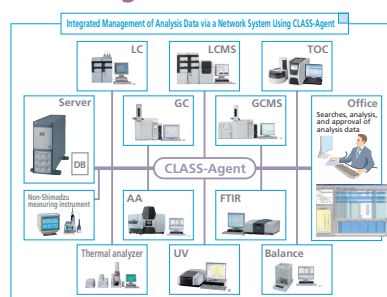 Integrated Management of Analysis Data via a Network System Using CLASS-Agent
LC
LCMS
TOC
Server
DB
GC
GCMS
Office
Searches, analysis,
and approval of
analysis data
CLASS-Agent
Non-Shimadzu
measuring instrument
AA
FTIR
Thermal analyzer
UV
Balance